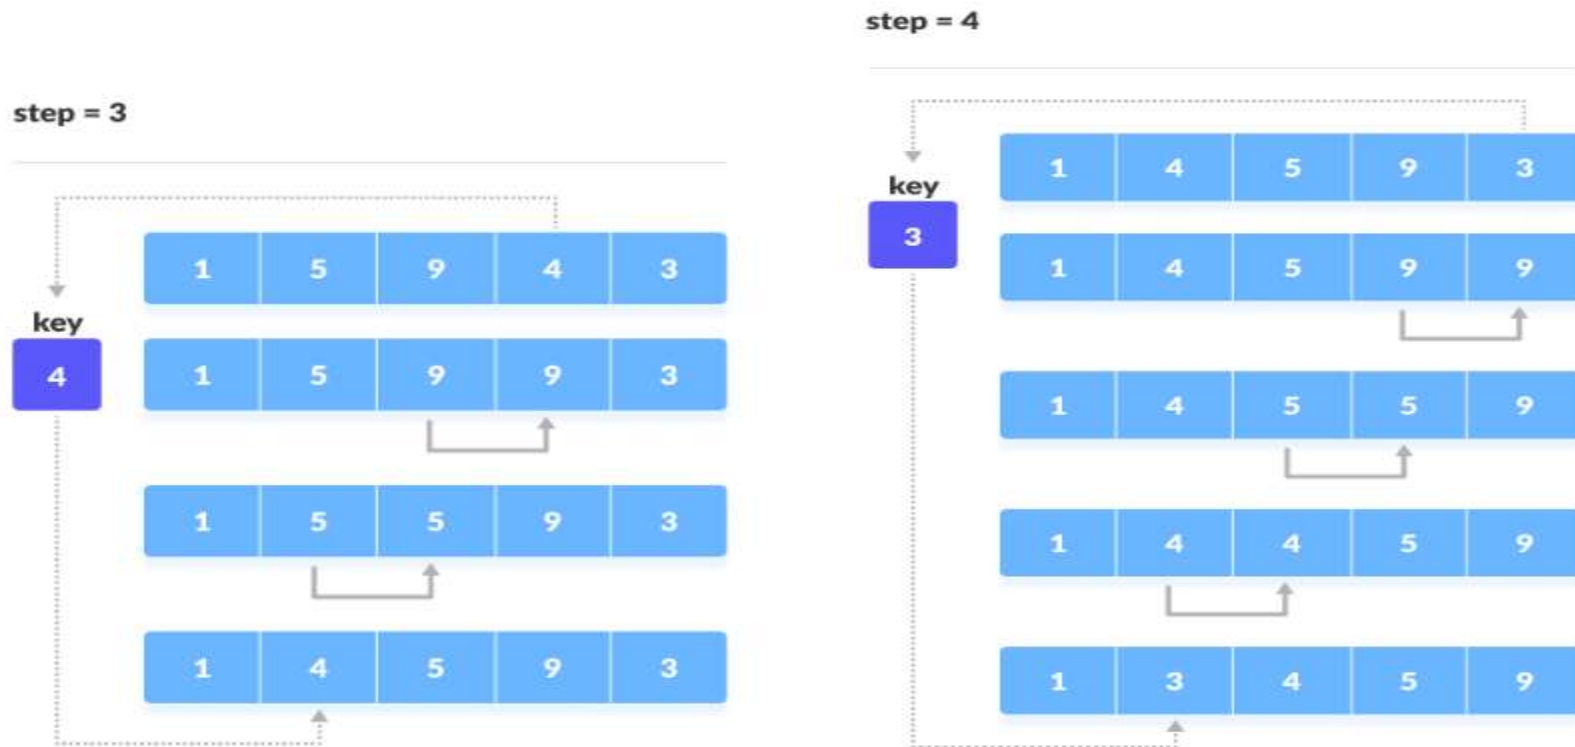 step = 3
key
4
1 5 9 4 3
1 5 9 9 3
1 5 5 9 3
1 4 5 9 3
step = 4
key
3
1 4 5 9 3
1 4 5 9 9
1 4 5 5 9
1 4 4 5 9
1 3 4 5 9